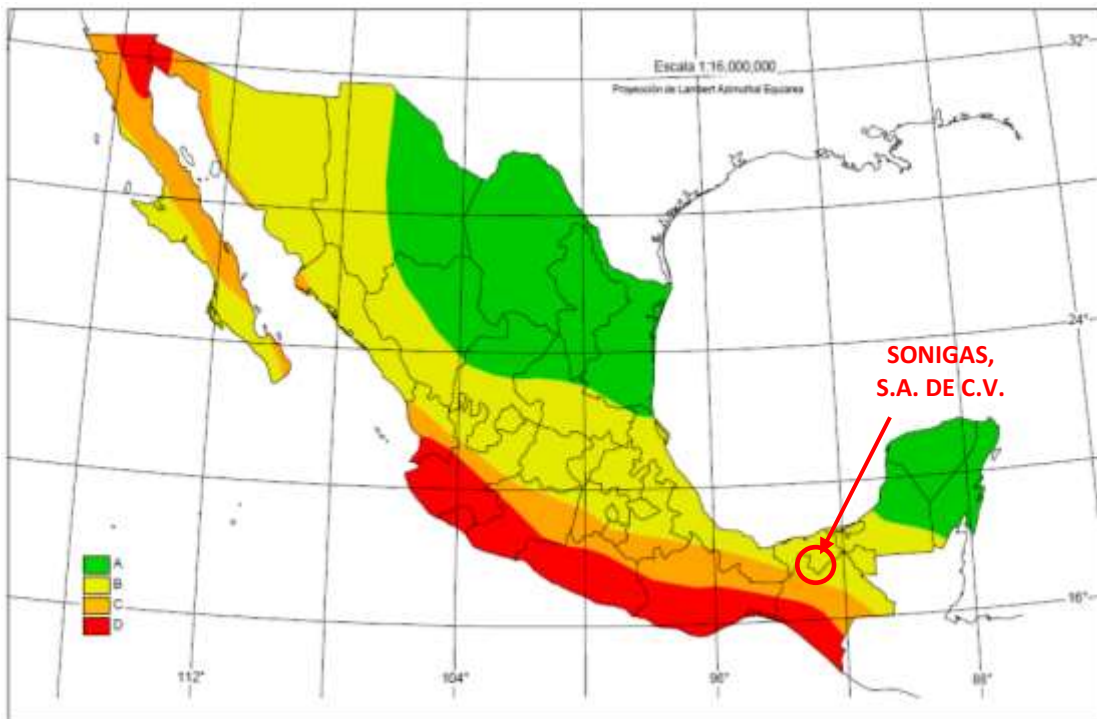 Escala 1:16,000,000
Proyección de Lambert Azimuthal Equiarea
32°
24°
SONIGAS,
S.A. DE C.V.
A
B
C
D
16°
112°
104°
96°
88°